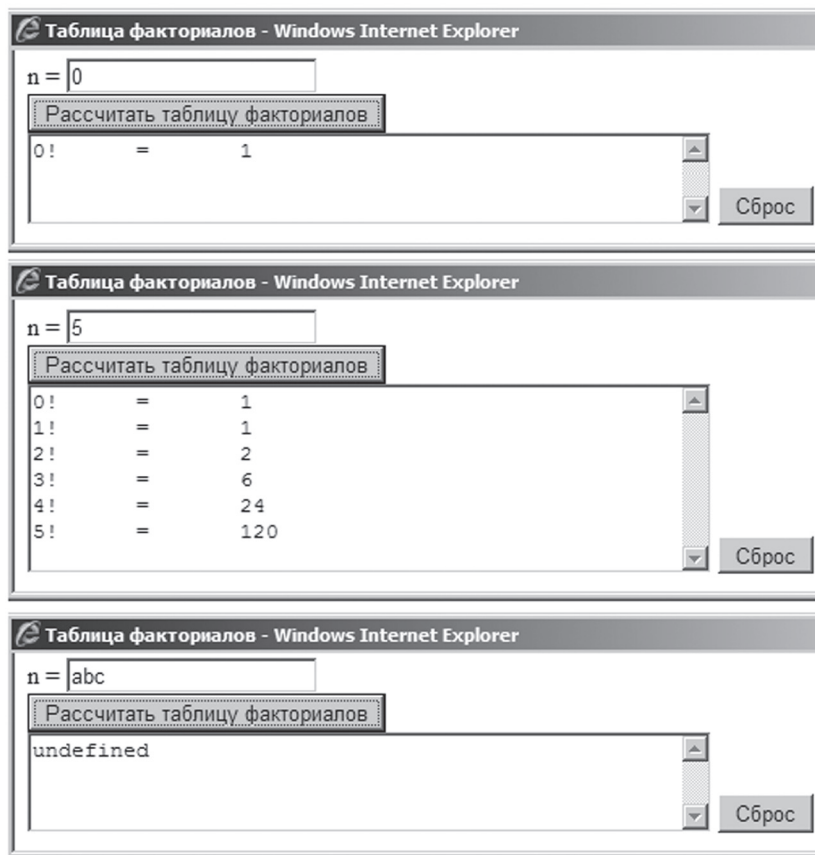 Таблица факториалов - Windows Internet Explorer
n = 0
Рассчитать таблицу факториалов
0! = 1
Сброс
Таблица факториалов - Windows Internet Explorer
n = 5
Рассчитать таблицу факториалов
0! = 1
1! = 1
2! = 2
3! = 6
4! = 24
5! = 120
Сброс
Таблица факториалов - Windows Internet Explorer
n = abc
Рассчитать таблицу факториалов
undefined
Сброс